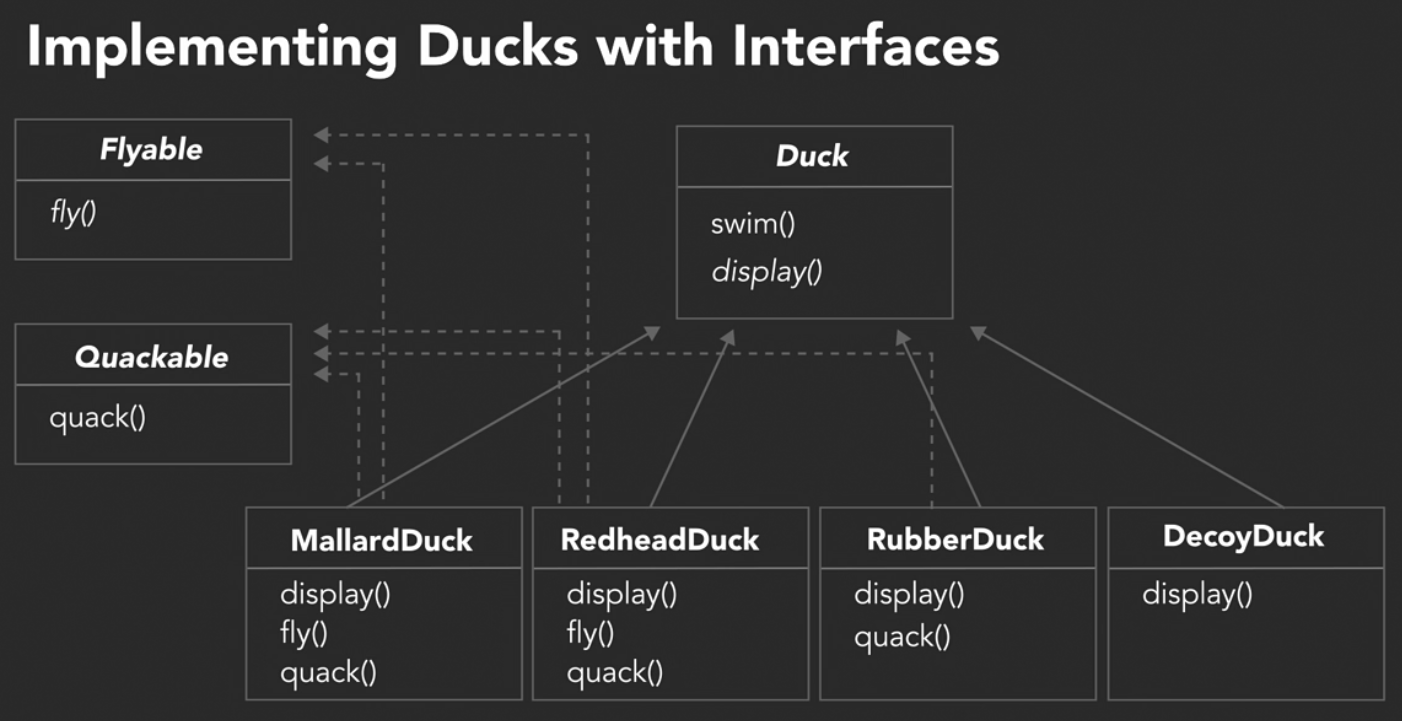 Implementing Ducks with Interfaces
Flyable
fly()
Duck
swim()
display()
Quackable
quack()
MallardDuck
display()
fly()
quack()
RedheadDuck
display()
fly()
quack()
RubberDuck
display()
quack()
DecoyDuck
display()